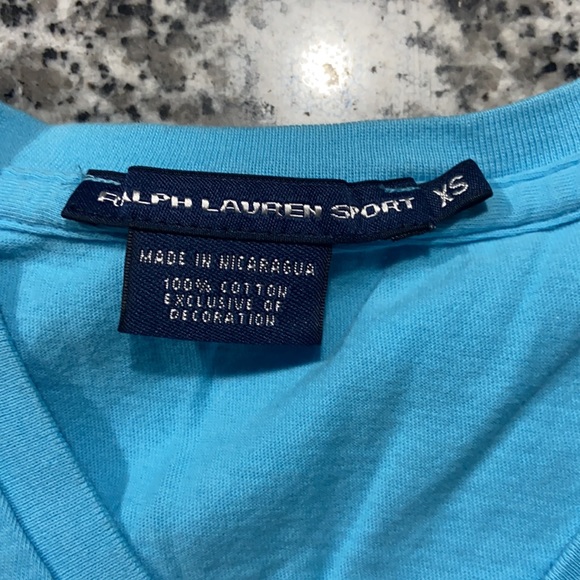 RALPH LAUREN SPORT XS
MADE IN NICARAGUA
100% COTTON
EXCLUSIVE OF
DECORATION